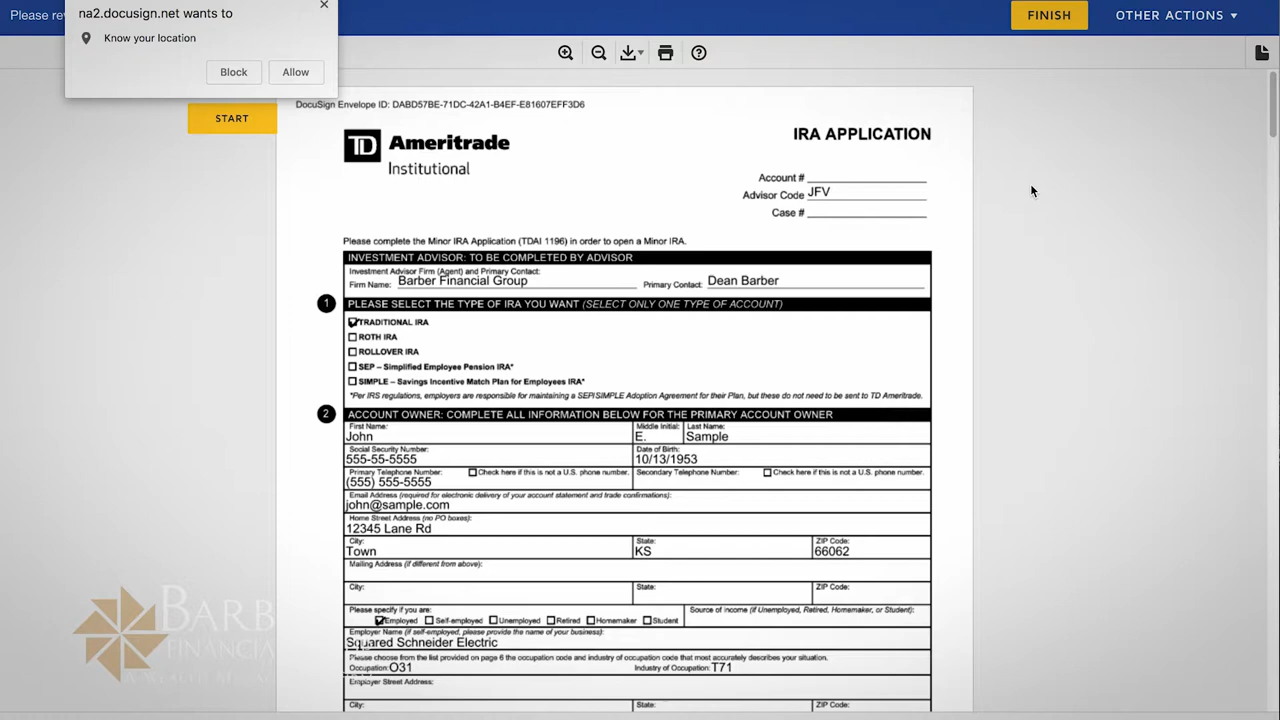 Please re
na2.docusign.net wants to
Know your location
Block Allow
FINISH
OTHER ACTIONS
START
DocuSign Envelope ID: DABD57BE-71DC-42A1-B4EF-E81607EFF3D6
TD Ameritrade
Institutional
IRA APPLICATION
Account #
Advisor Code JFV
Case #
Please complete the Minor IRA Application (TDAI 1196) in order to open a Minor IRA.
INVESTMENT ADVISOR: TO BE COMPLETED BY ADVISOR
Investment Advisor Firm (Agent) and Primary Contact:
Firm Name: Barber Financial Group Primary Contact: Dean Barber
1 PLEASE SELECT THE TYPE OF IRA YOU WANT (SELECT ONLY ONE TYPE OF ACCOUNT)
TRADITIONAL IRA
ROTH IRA
ROLLOVER IRA
SEP – Simplified Employee Pension IRA*
SIMPLE – Savings Incentive Match Plan for Employees IRA*
*Per IRS regulations, employers are responsible for maintaining a SEP/SIMPLE Adoption Agreement for their Plan, but these do not need to be sent to TD Ameritrade.
2 ACCOUNT OWNER: COMPLETE ALL INFORMATION BELOW FOR THE PRIMARY ACCOUNT OWNER
First Name: Middle Initial: Last Name:
John E. Sample
Social Security Number: Date of Birth:
555-55-5555 10/13/1953
Primary Telephone Number: Check here if this is not a U.S. phone number. Secondary Telephone Number: Check here if this is not a U.S. phone number.
(555) 555-5555
Email Address (required for electronic delivery of your account statement and trade confirmations):
john@sample.com
Home Street Address (no PO boxes):
12345 Lane Rd
City: State: ZIP Code:
Town KS 66062
Mailing Address (if different from above):
City: State: ZIP Code:
Please specify if you are: Source of income (if Unemployed, Retired, Homemaker, or Student):
Employed Self-employed Unemployed Retired Homemaker Student
Employer Name (if self-employed, please provide the name of your business):
Squared Schneider Electric
Please choose from the list provided on page 6 the occupation code and industry of occupation code that most accurately describes your situation.
Occupation: O31 Industry of Occupation: T71
Employer Street Address:
City: State: ZIP Code:
BARB
FINANCIA